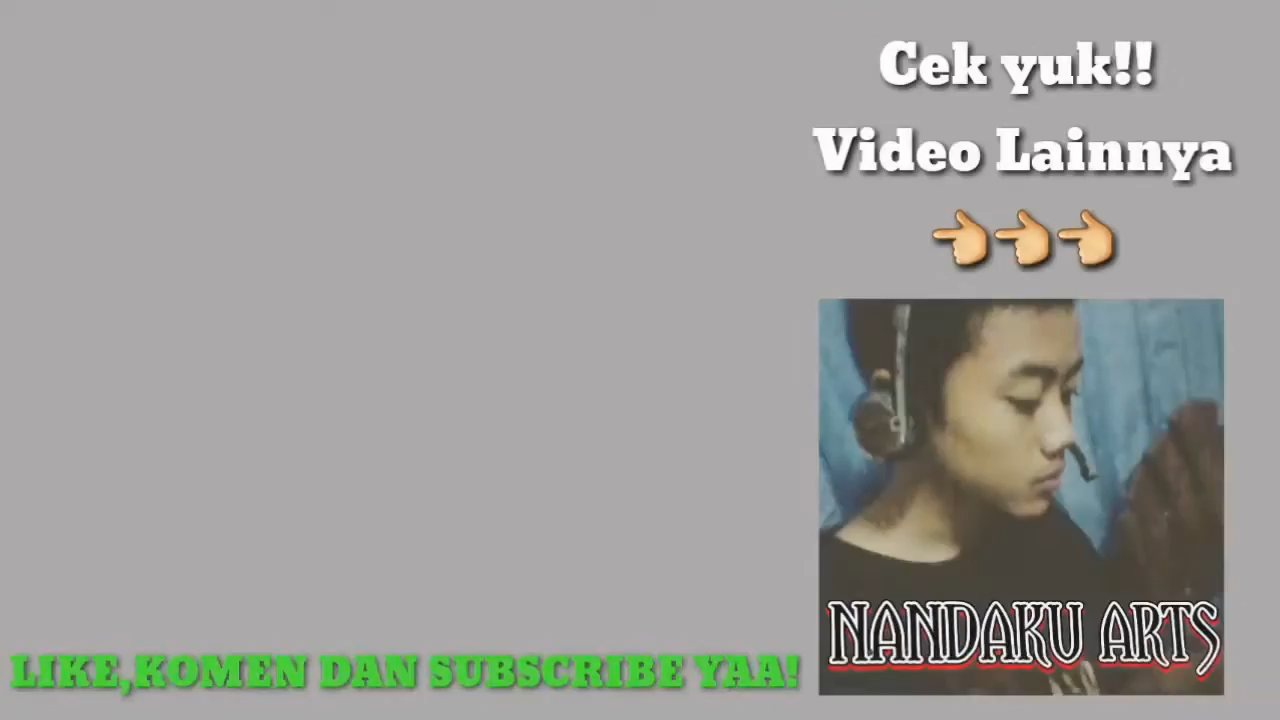 Cek yuk!!
Video Lainnya
👈👈👈
NANDAKU ARTS
LIKE,KOMEN DAN SUBSCRIBE YAA!